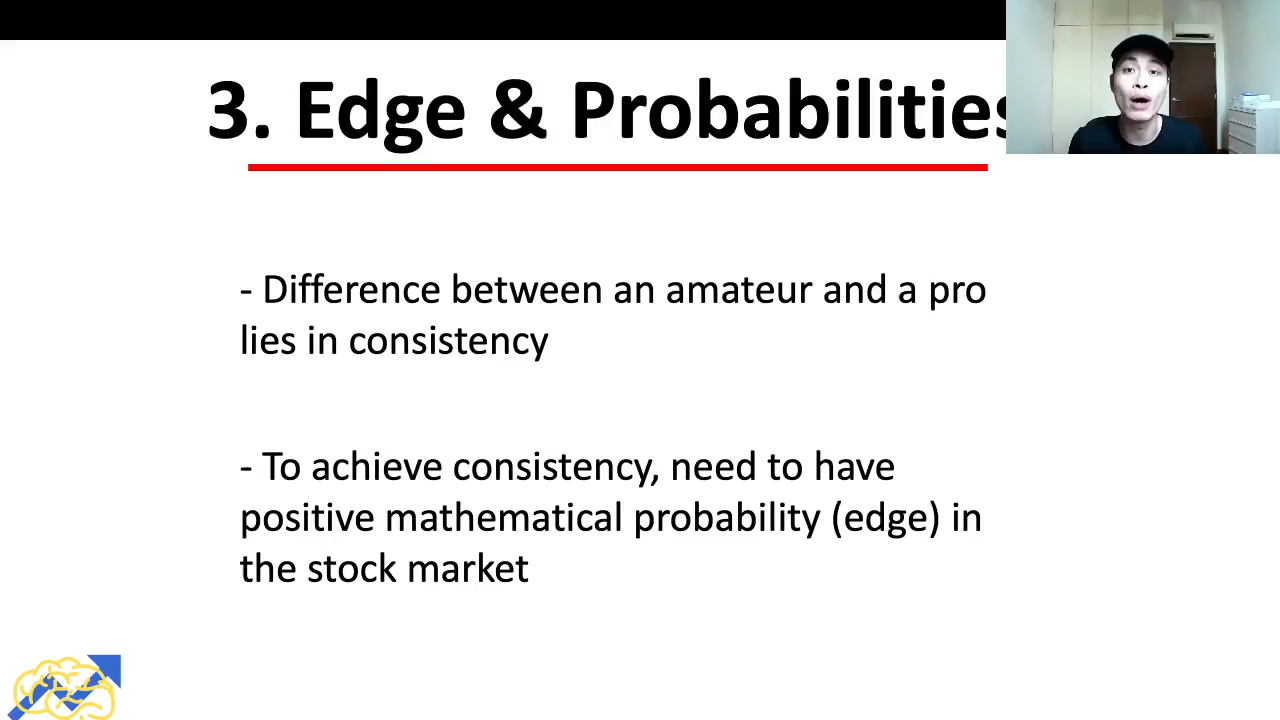 3. Edge & Probabilities
- Difference between an amateur and a pro
lies in consistency
- To achieve consistency, need to have
positive mathematical probability (edge) in
the stock market